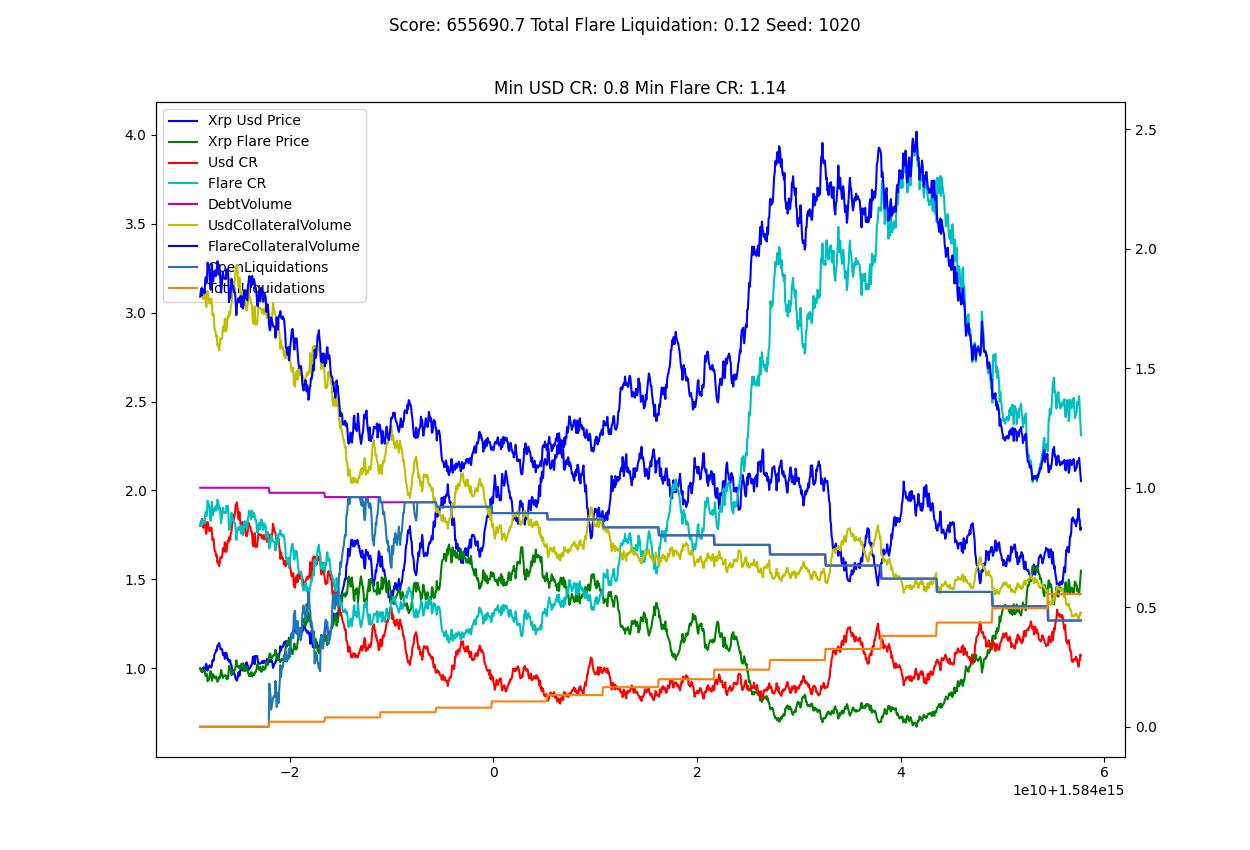 Score: 655690.7 Total Flare Liquidation: 0.12 Seed: 1020
Min USD CR: 0.8 Min Flare CR: 1.14
Xrp Usd Price
Xrp Flare Price
Usd CR
Flare CR
DebtVolume
UsdCollateralVolume
FlareCollateralVolume
OpenLiquidations
TotalLiquidations
4.0
3.5
3.0
2.5
2.0
1.5
1.0
2.5
2.0
1.5
1.0
0.5
0.0
−2 0 2 4 6
1e10+1.584e15